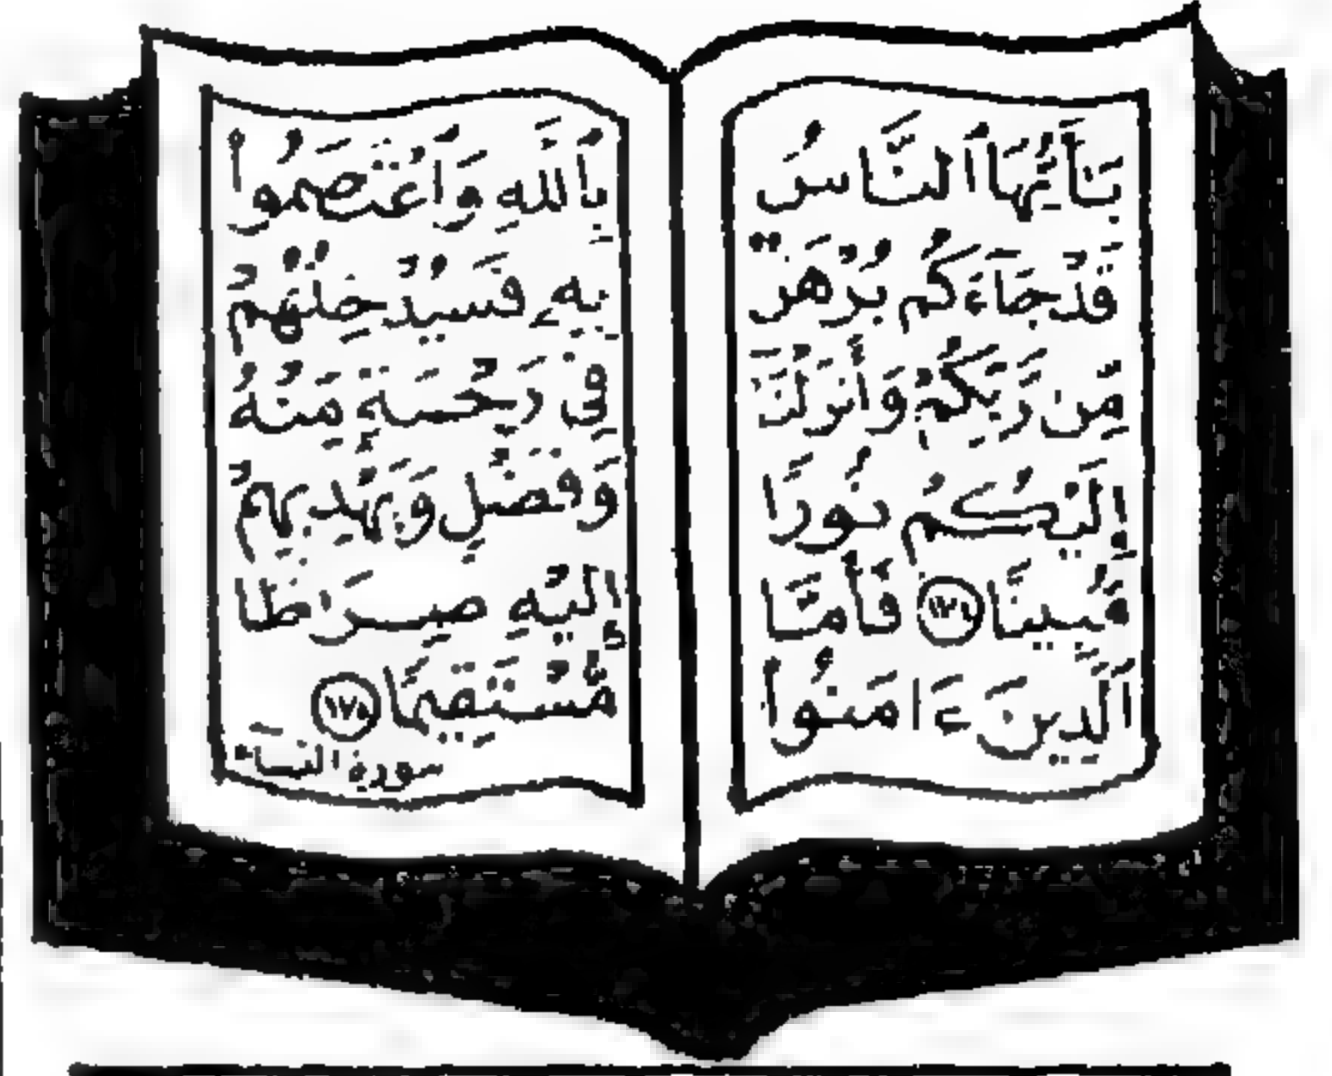 يَـٰٓأَيُّهَا ٱلنَّاسُ
قَدْ جَآءَكُم بُرْهَـٰنٌ
مِّن رَّبِّكُمْ وَأَنزَلْنَآ
إِلَيْكُمْ نُورًا
مُّبِينًا ﴿١٧٤﴾ فَأَمَّا
ٱلَّذِينَ ءَامَنُوا۟
بِٱللَّهِ وَٱعْتَصَمُوا۟
بِهِۦ فَسَيُدْخِلُهُمْ
فِى رَحْمَةٍ مِّنْهُ
وَفَضْلٍ وَيَهْدِيهِمْ
إِلَيْهِ صِرَٰطًا
مُّسْتَقِيمًا ﴿١٧٥﴾
سورة النساء